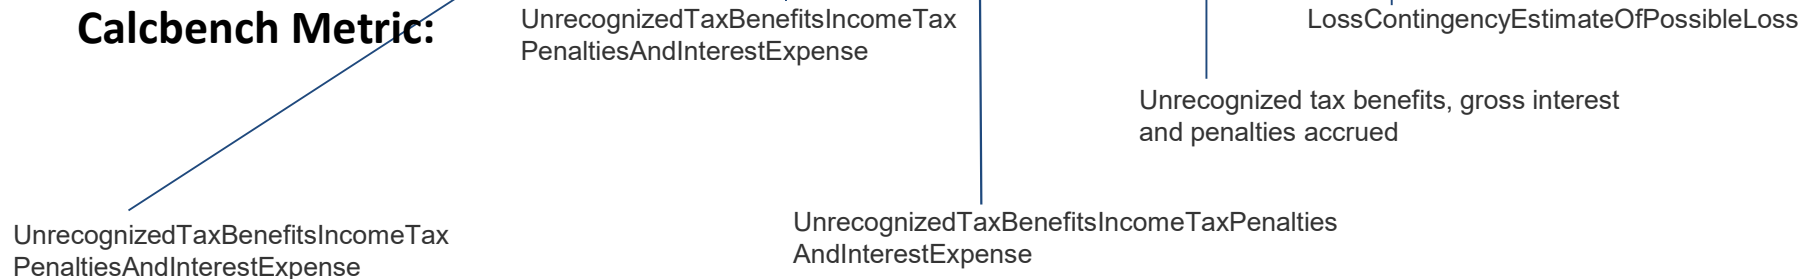 Calcbench Metric:
UnrecognizedTaxBenefitsIncomeTax
PenaltiesAndInterestExpense
LossContingencyEstimateOfPossibleLoss
Unrecognized tax benefits, gross interest
and penalties accrued
UnrecognizedTaxBenefitsIncomeTax
PenaltiesAndInterestExpense
UnrecognizedTaxBenefitsIncomeTaxPenalties
AndInterestExpense